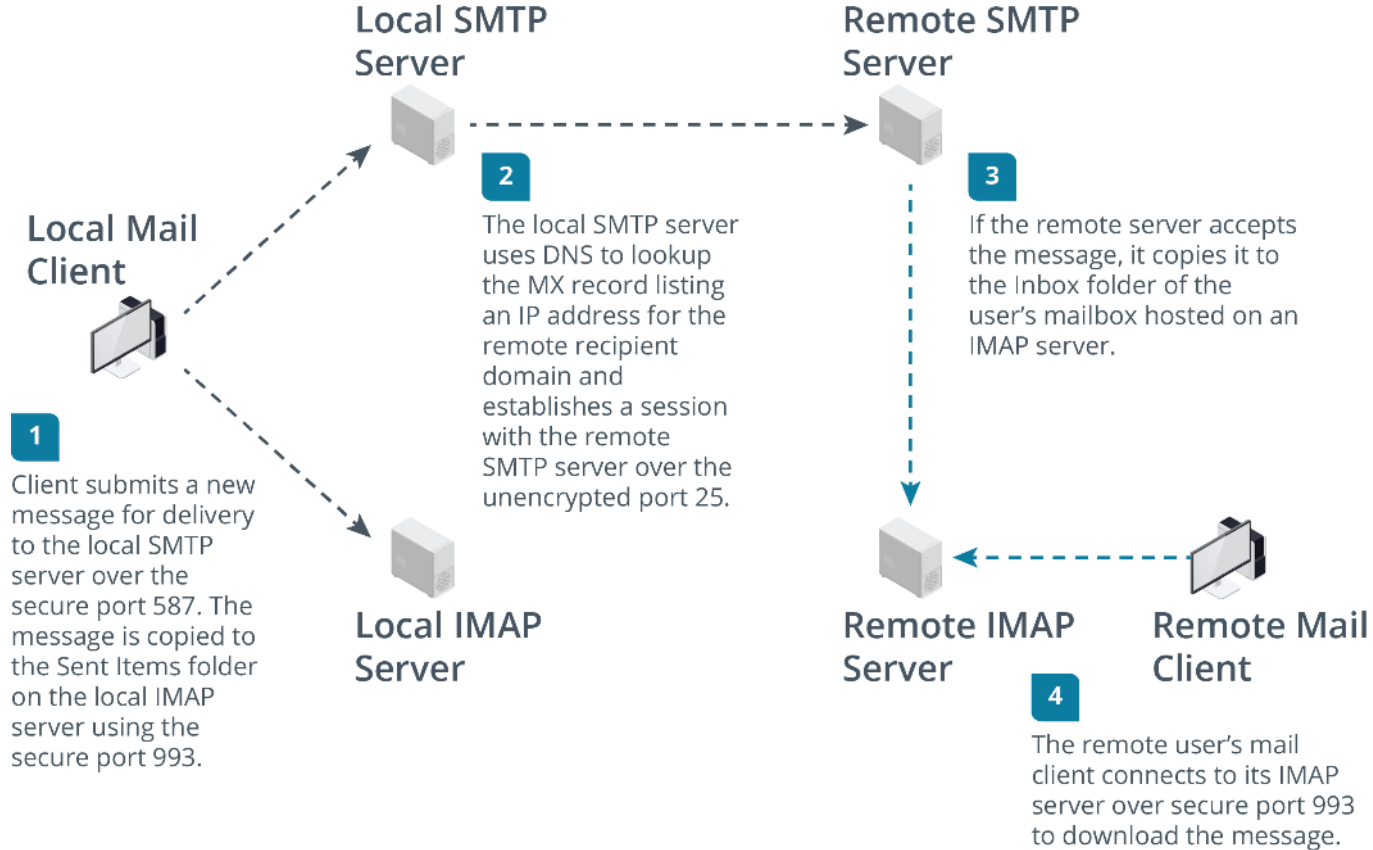 Local SMTP
Server
Remote SMTP
Server
Local Mail
Client
2
The local SMTP server
uses DNS to lookup
the MX record listing
an IP address for the
remote recipient
domain and
establishes a session
with the remote
SMTP server over the
unencrypted port 25.
3
If the remote server accepts
the message, it copies it to
the Inbox folder of the
user's mailbox hosted on an
IMAP server.
1
Client submits a new
message for delivery
to the local SMTP
server over the
secure port 587. The
message is copied to
the Sent Items folder
on the local IMAP
server using the
secure port 993.
Local IMAP
Server
Remote IMAP
Server
Remote Mail
Client
4
The remote user's mail
client connects to its IMAP
server over secure port 993
to download the message.